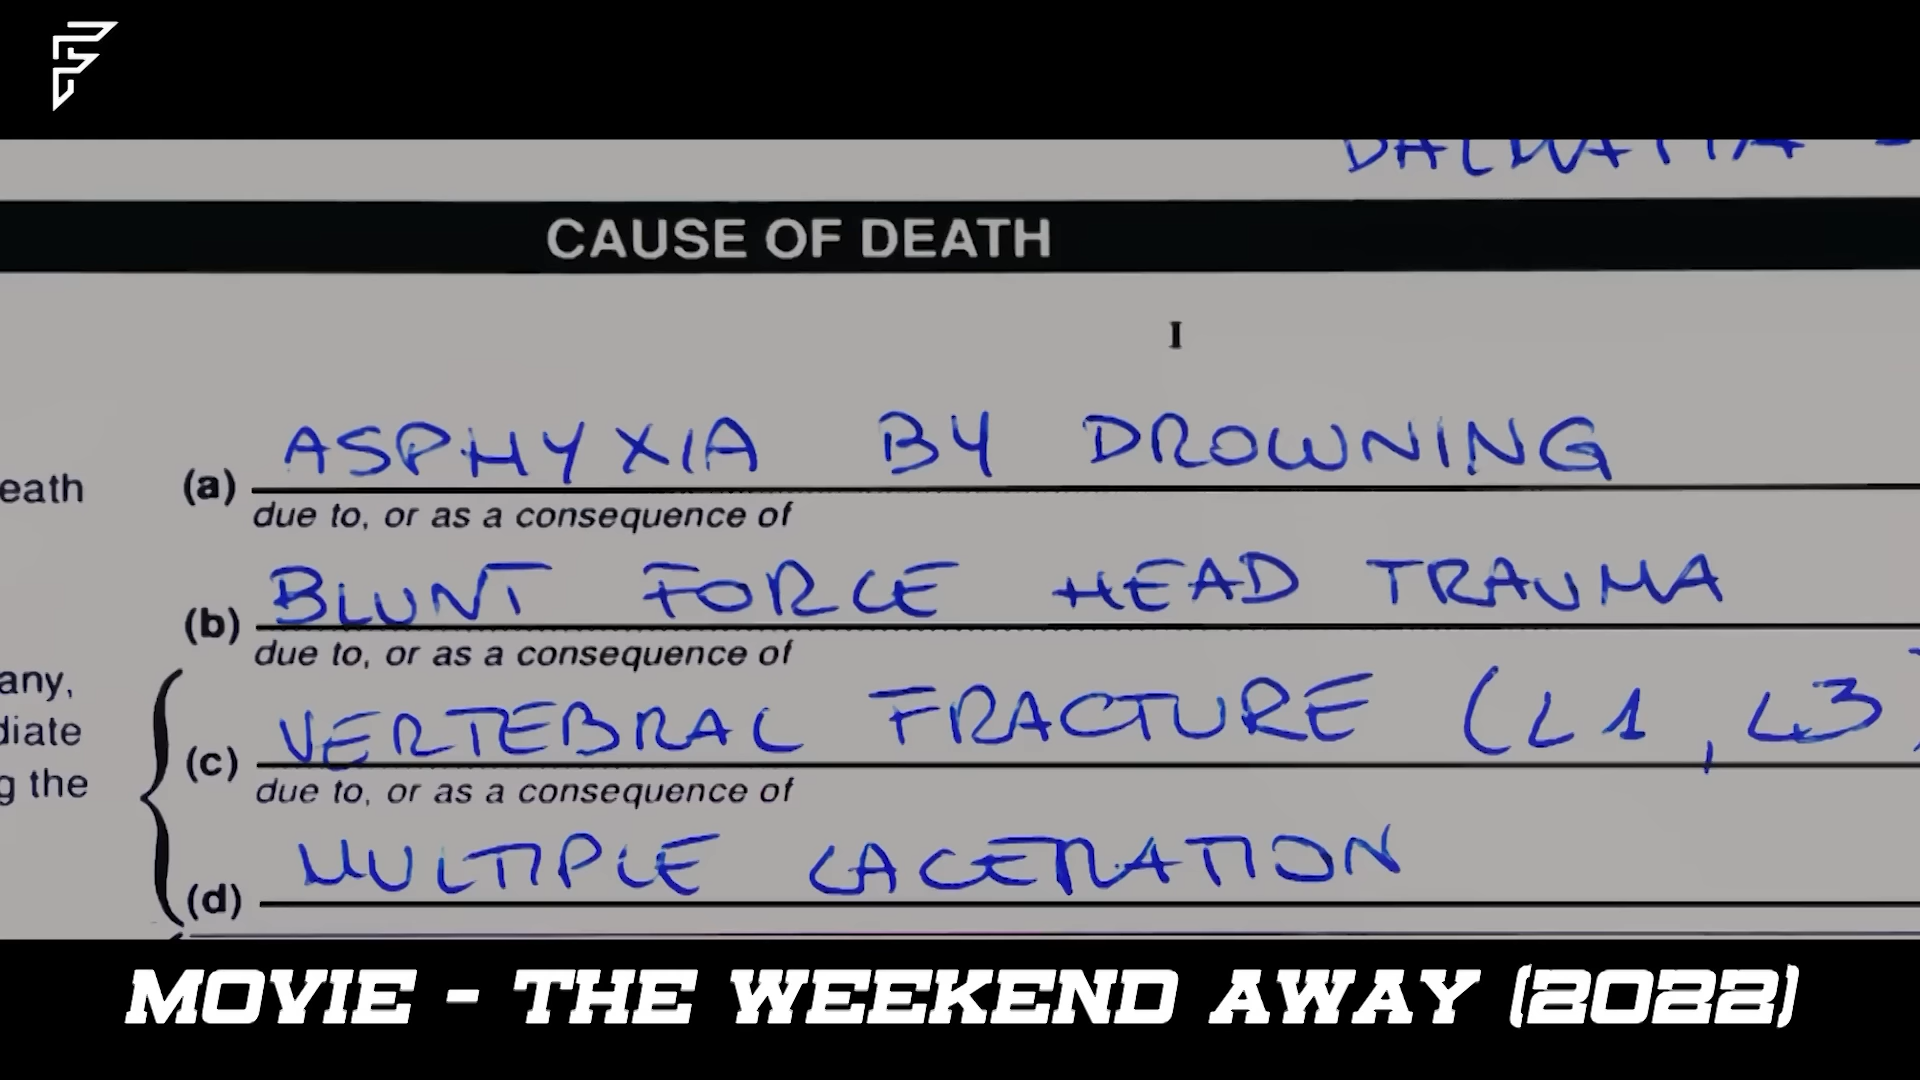 CAUSE OF DEATH
I
ASPHYXIA BY DROWNING
eath (a)
due to, or as a consequence of
BLUNT FORCE HEAD TRAUMA
(b)
due to, or as a consequence of
any,
VERTEBRAL FRACTURE (L1, L3)
diate
(c)
g the
due to, or as a consequence of
MULTIPLE LACERATION
(d)
MOVIE - THE WEEKEND AWAY (2022)